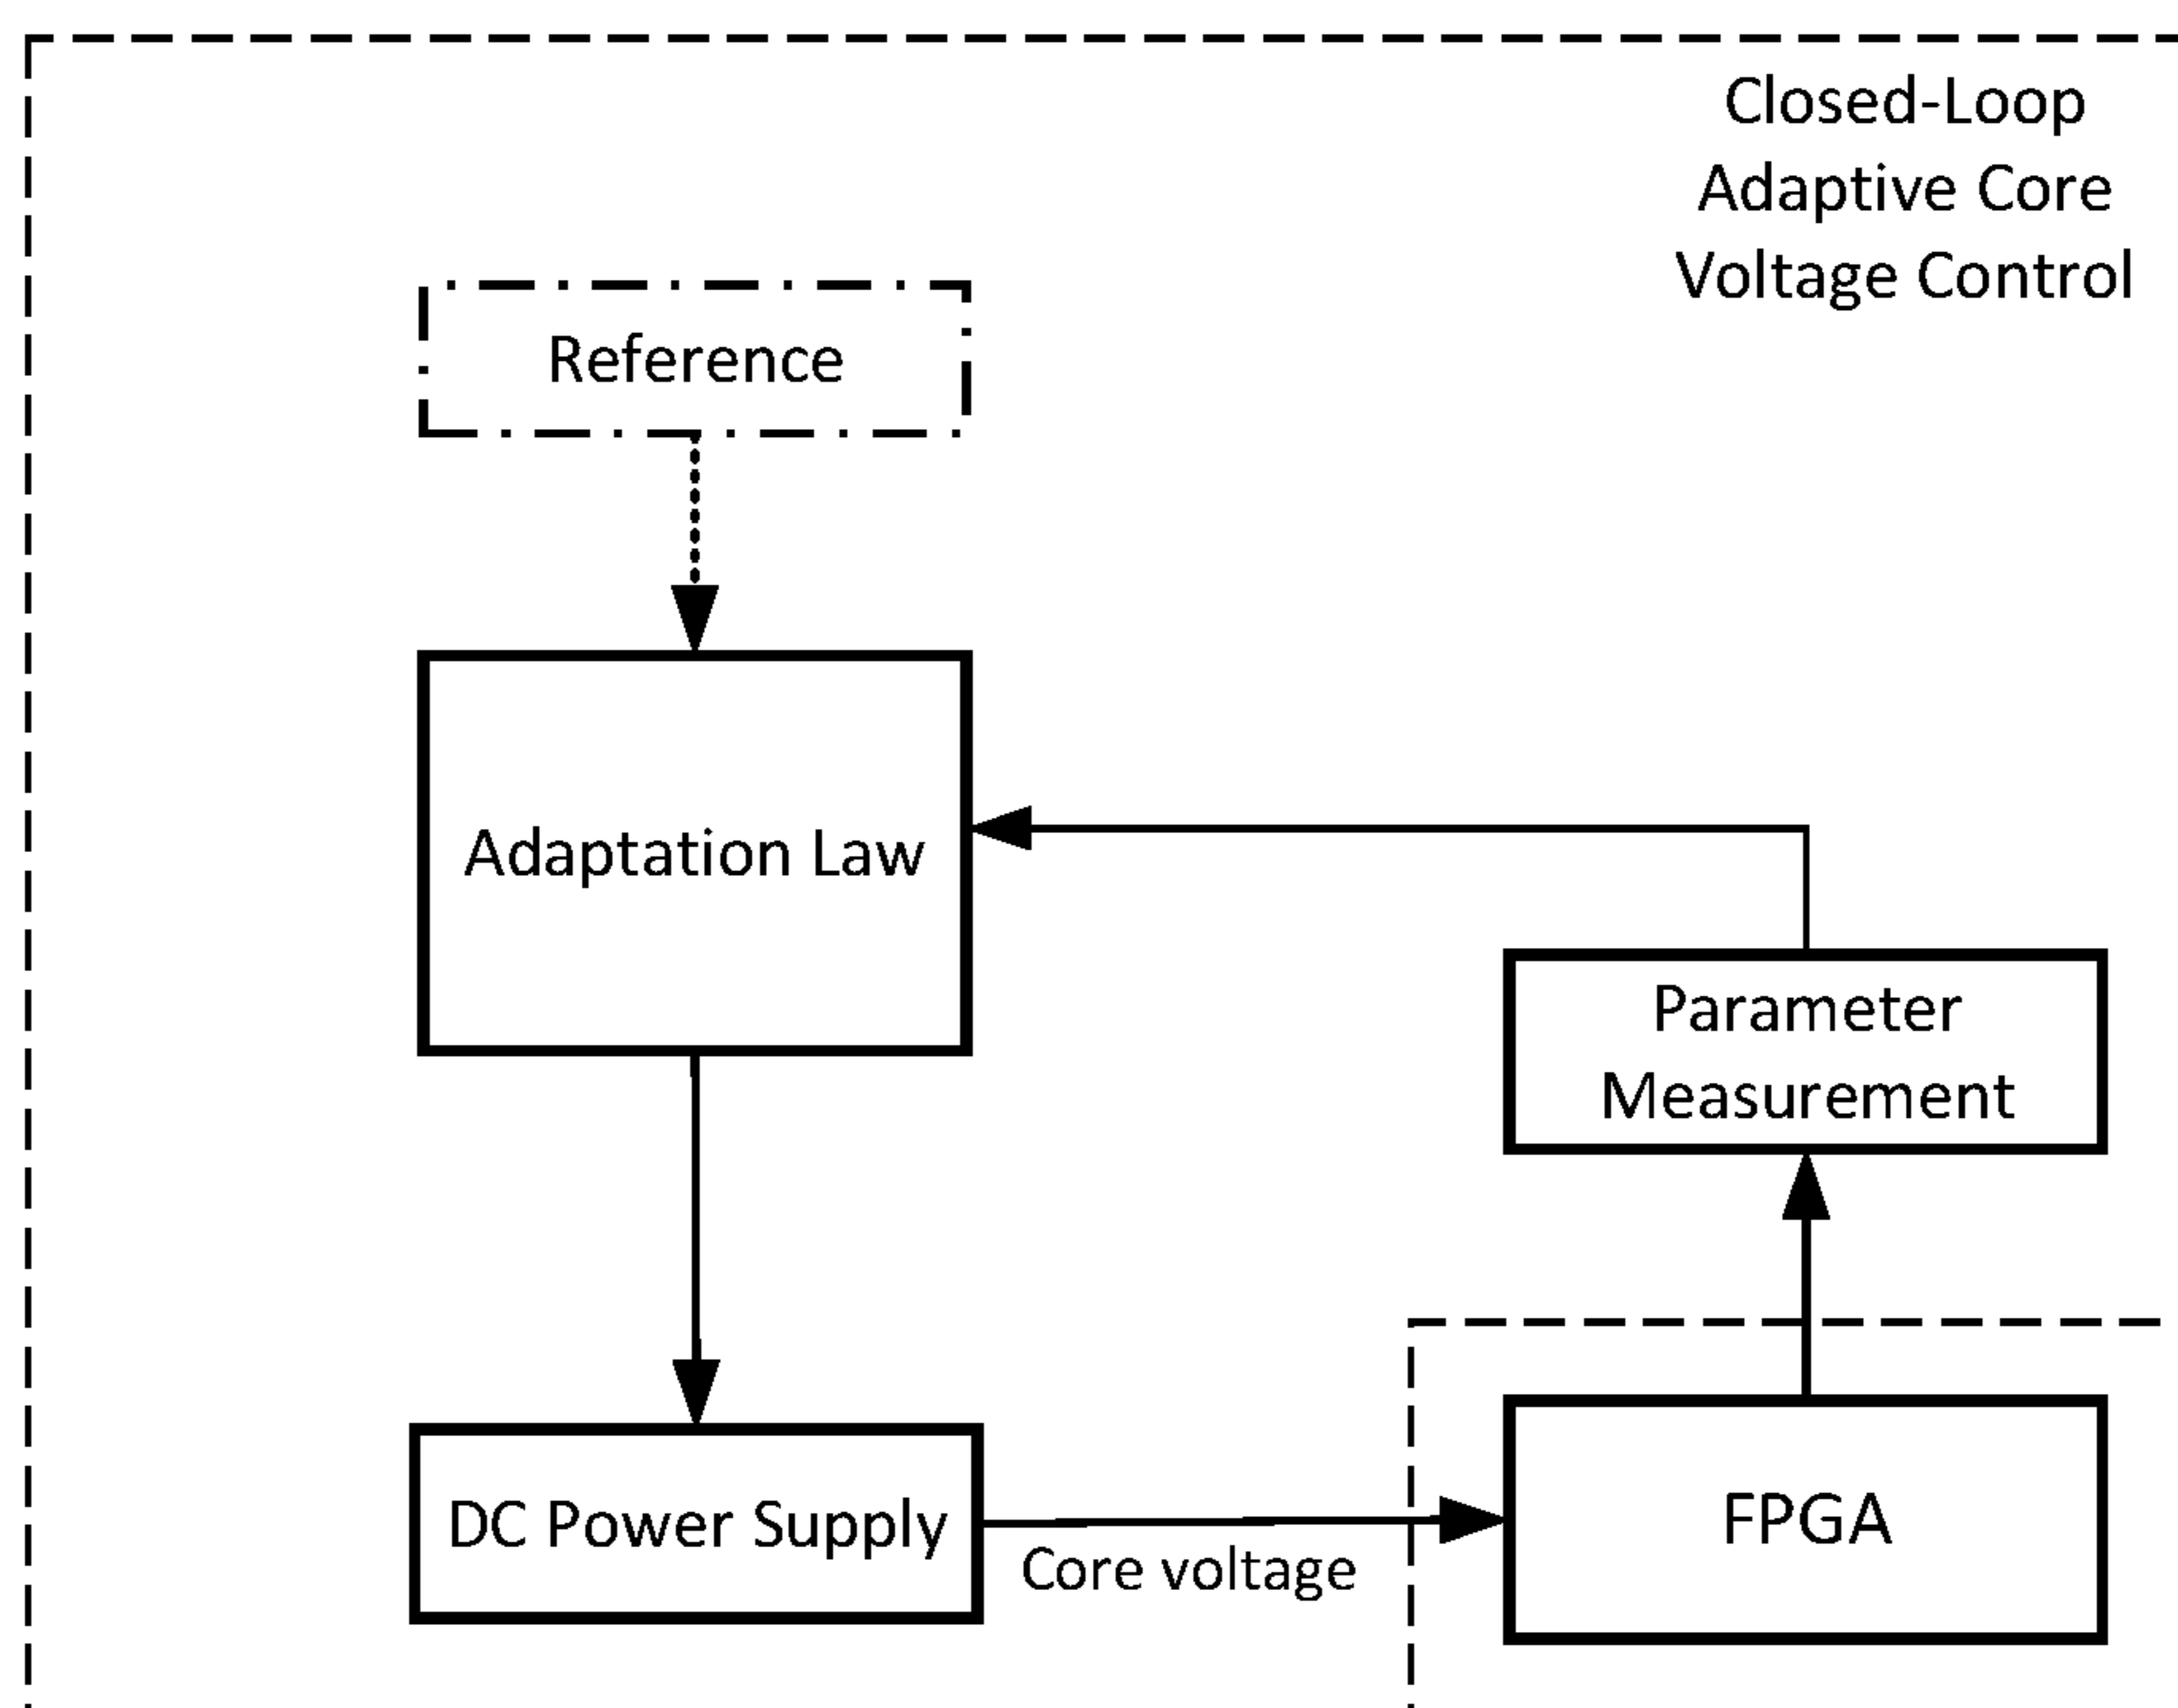 Closed-Loop
Adaptive Core
Voltage Control
Reference
Adaptation Law
Parameter
Measurement
DC Power Supply
Core voltage
FPGA